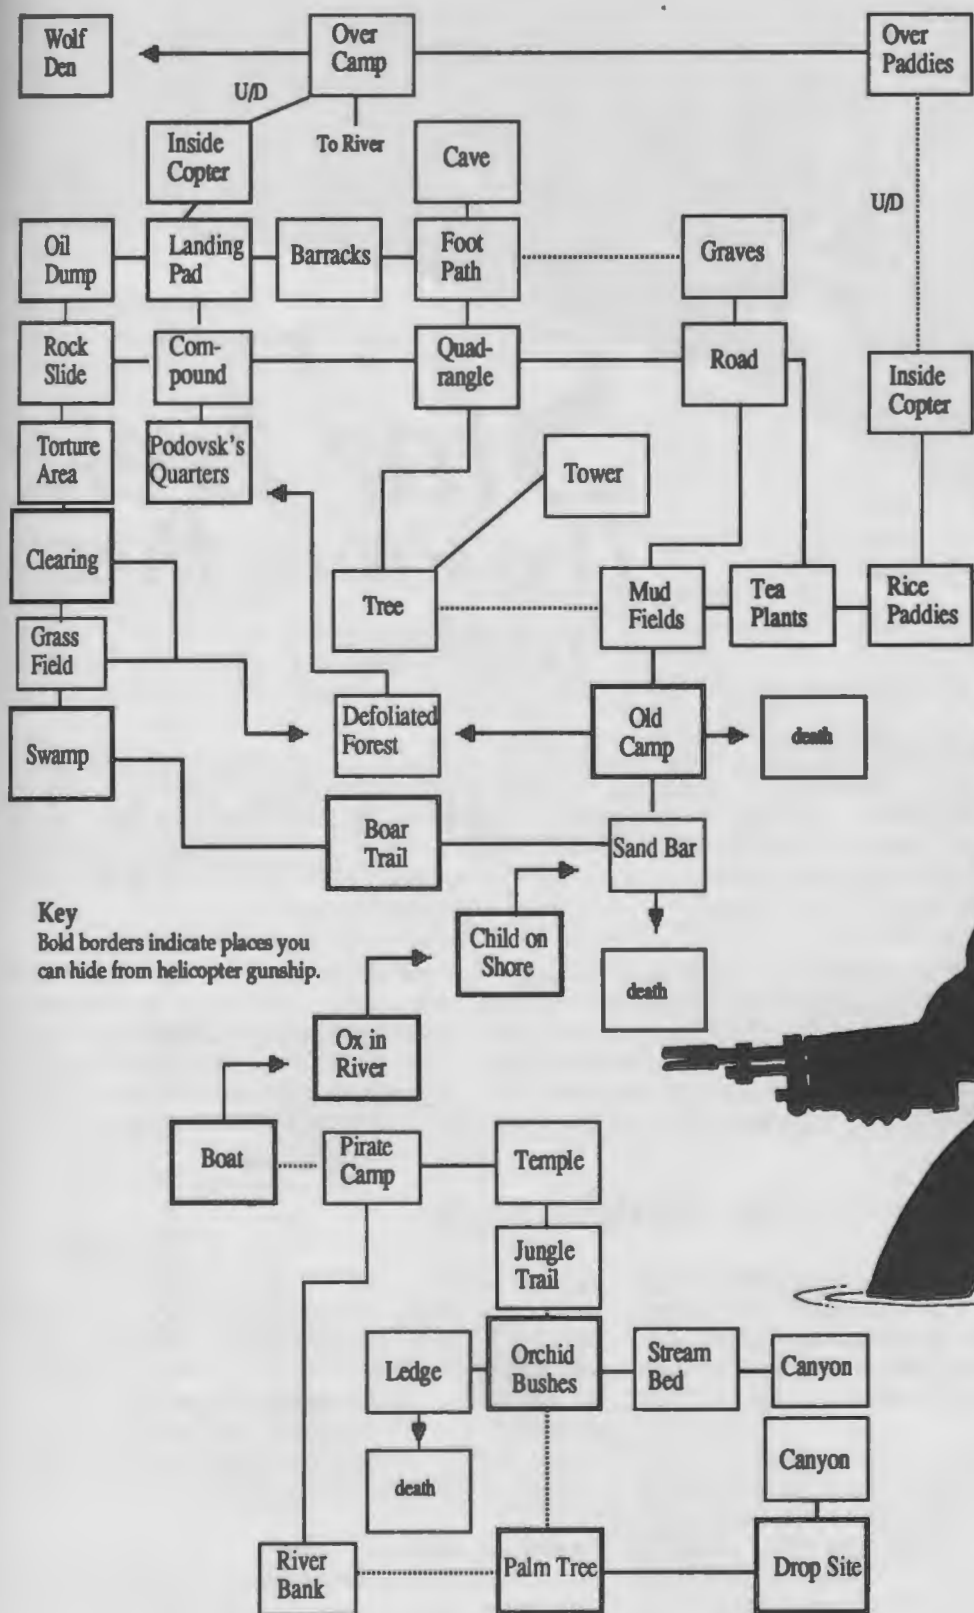 Wolf
Den
Over
Camp
Over
Paddies
U/D
To River
Inside
Copter
Cave
U/D
Oil
Dump
Landing
Pad
Barracks
Foot
Path
Graves
Rock
Slide
Com-
pound
Quad-
rangle
Road
Inside
Copter
Torture
Area
Podovsk's
Quarters
Tower
Clearing
Tree
Mud
Fields
Tea
Plants
Rice
Paddies
Grass
Field
Defoliated
Forest
Old
Camp
death
Swamp
Boar
Trail
Sand Bar
Key
Bold borders indicate places you
can hide from helicopter gunship.
Child on
Shore
death
Ox in
River
Boat
Pirate
Camp
Temple
Jungle
Trail
Ledge
Orchid
Bushes
Stream
Bed
Canyon
Canyon
death
River
Bank
Palm Tree
Drop Site